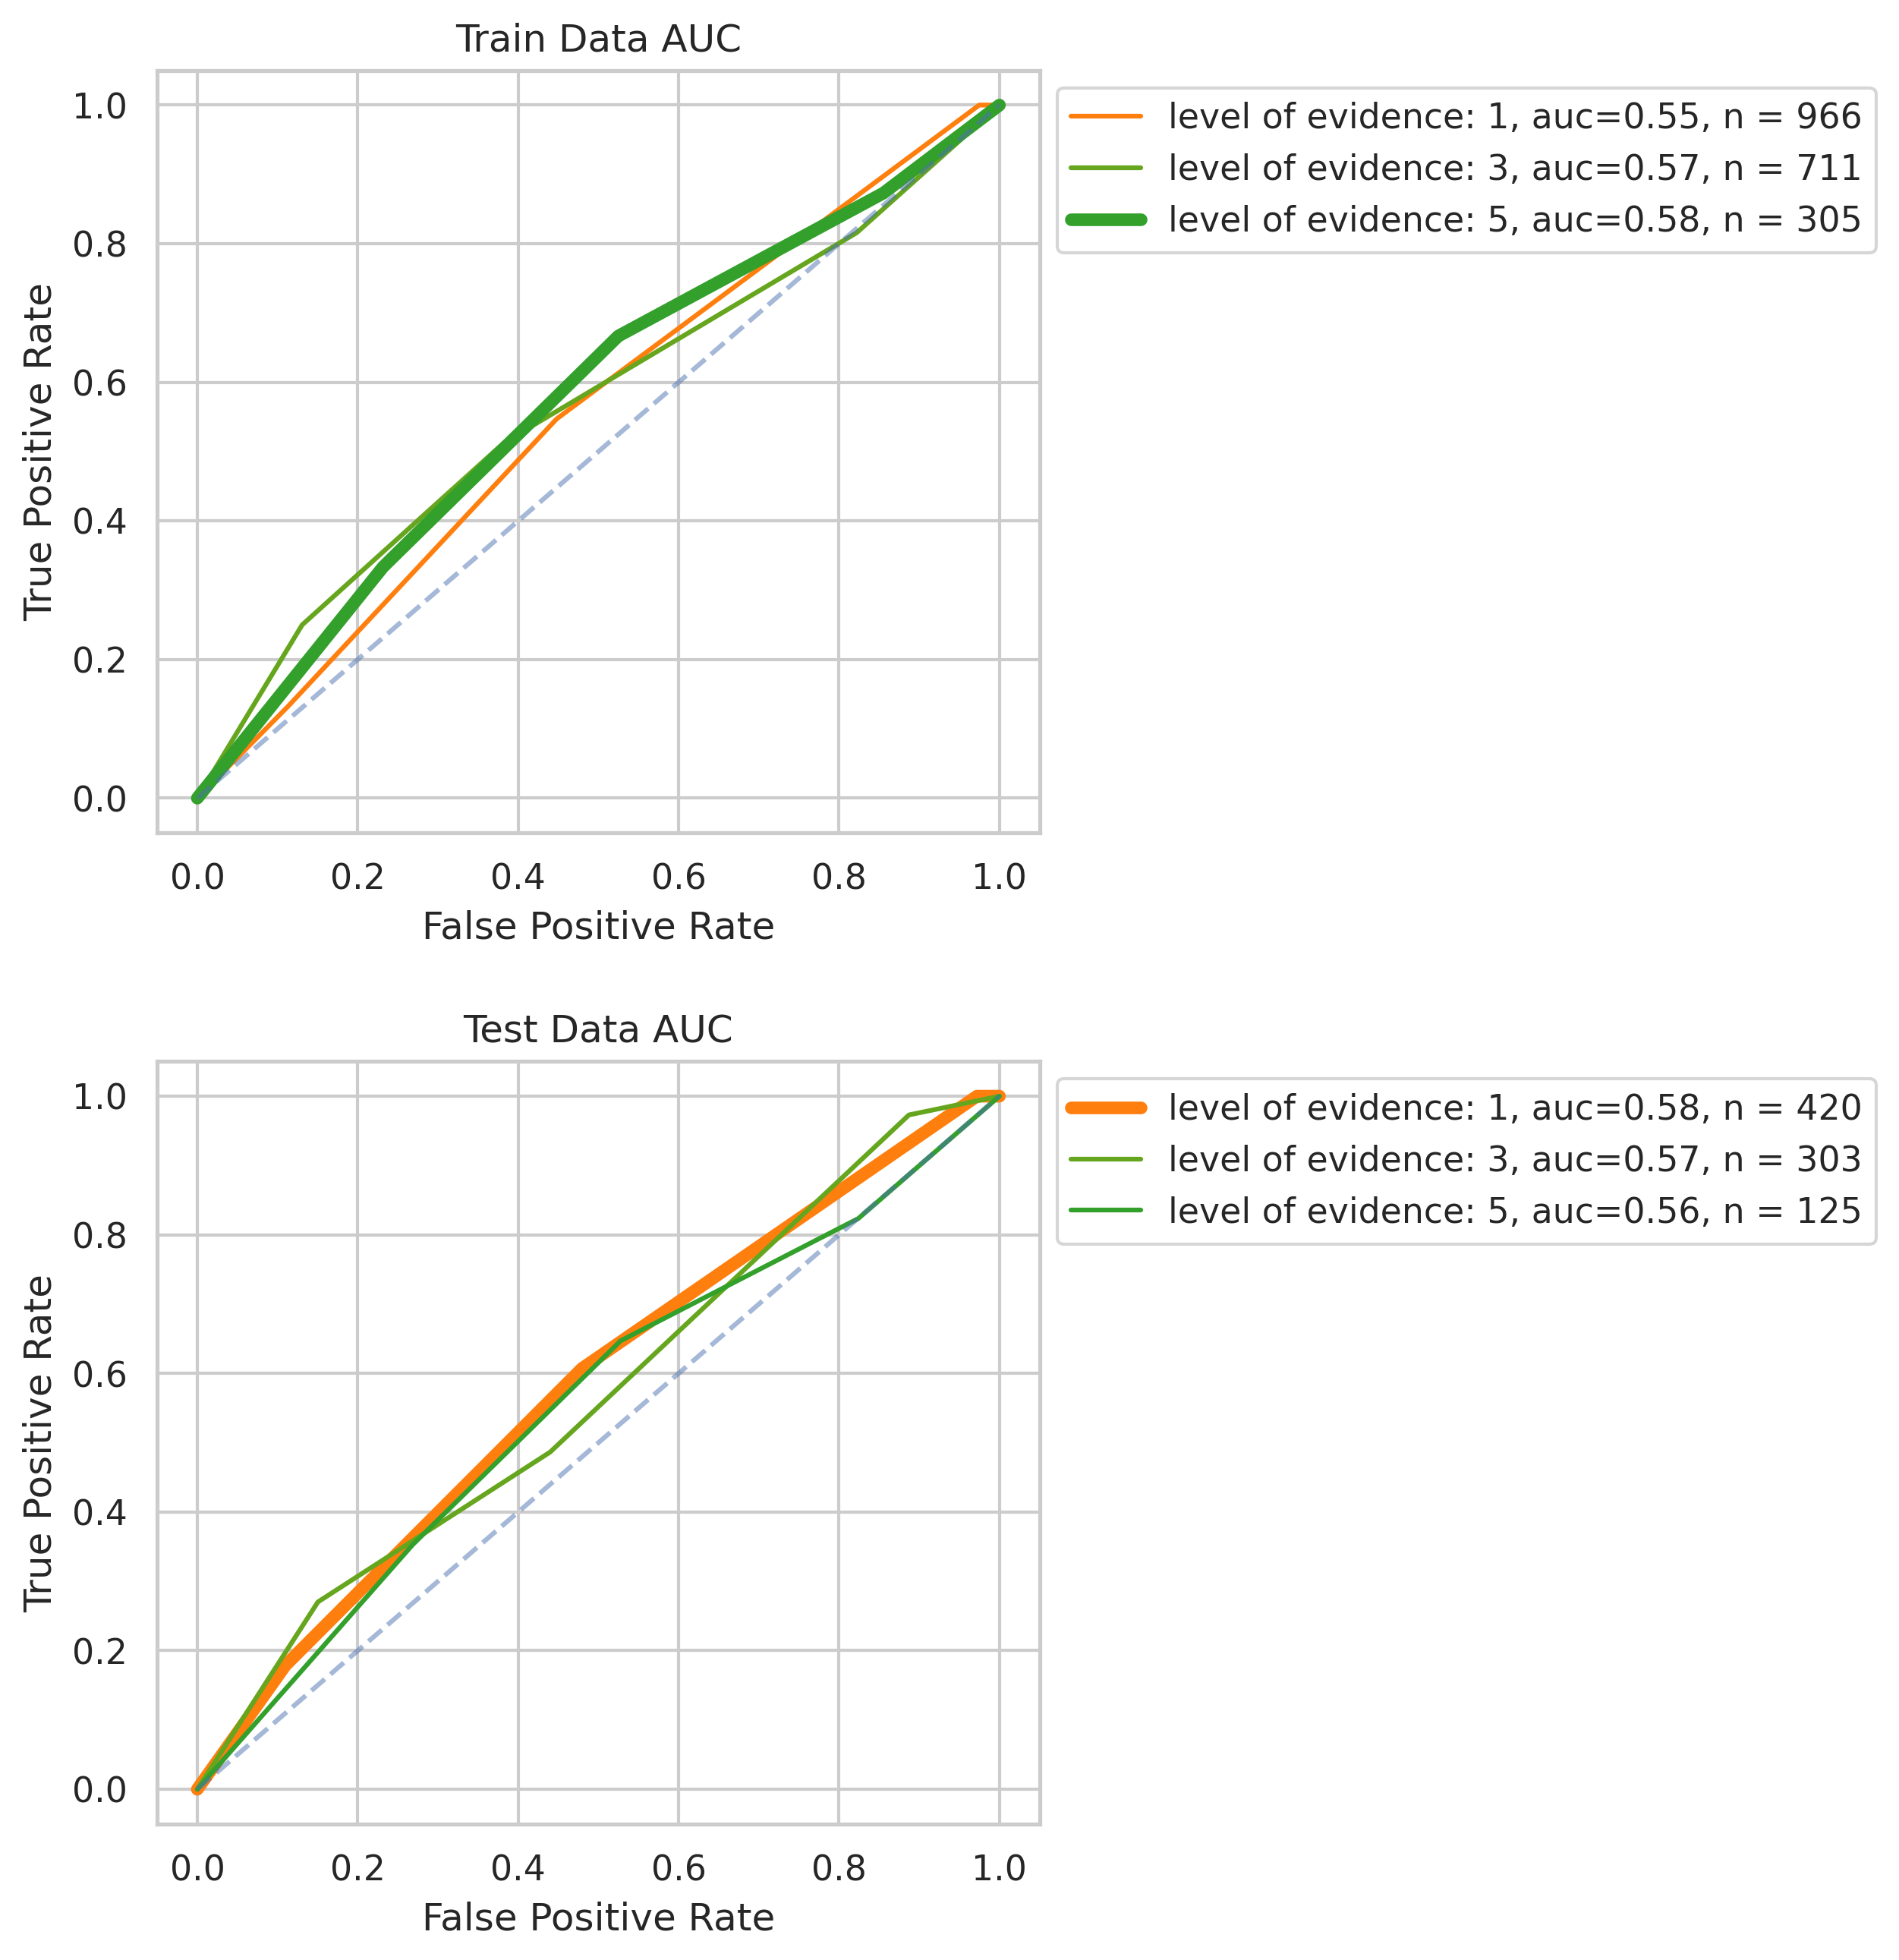 Train Data AUC
1.0
0.8
0.6
0.4
0.2
0.0
True Positive Rate
0.0 0.2 0.4 0.6 0.8 1.0
False Positive Rate
level of evidence: 1, auc=0.55, n = 966
level of evidence: 3, auc=0.57, n = 711
level of evidence: 5, auc=0.58, n = 305
Test Data AUC
1.0
0.8
0.6
0.4
0.2
0.0
True Positive Rate
0.0 0.2 0.4 0.6 0.8 1.0
False Positive Rate
level of evidence: 1, auc=0.58, n = 420
level of evidence: 3, auc=0.57, n = 303
level of evidence: 5, auc=0.56, n = 125